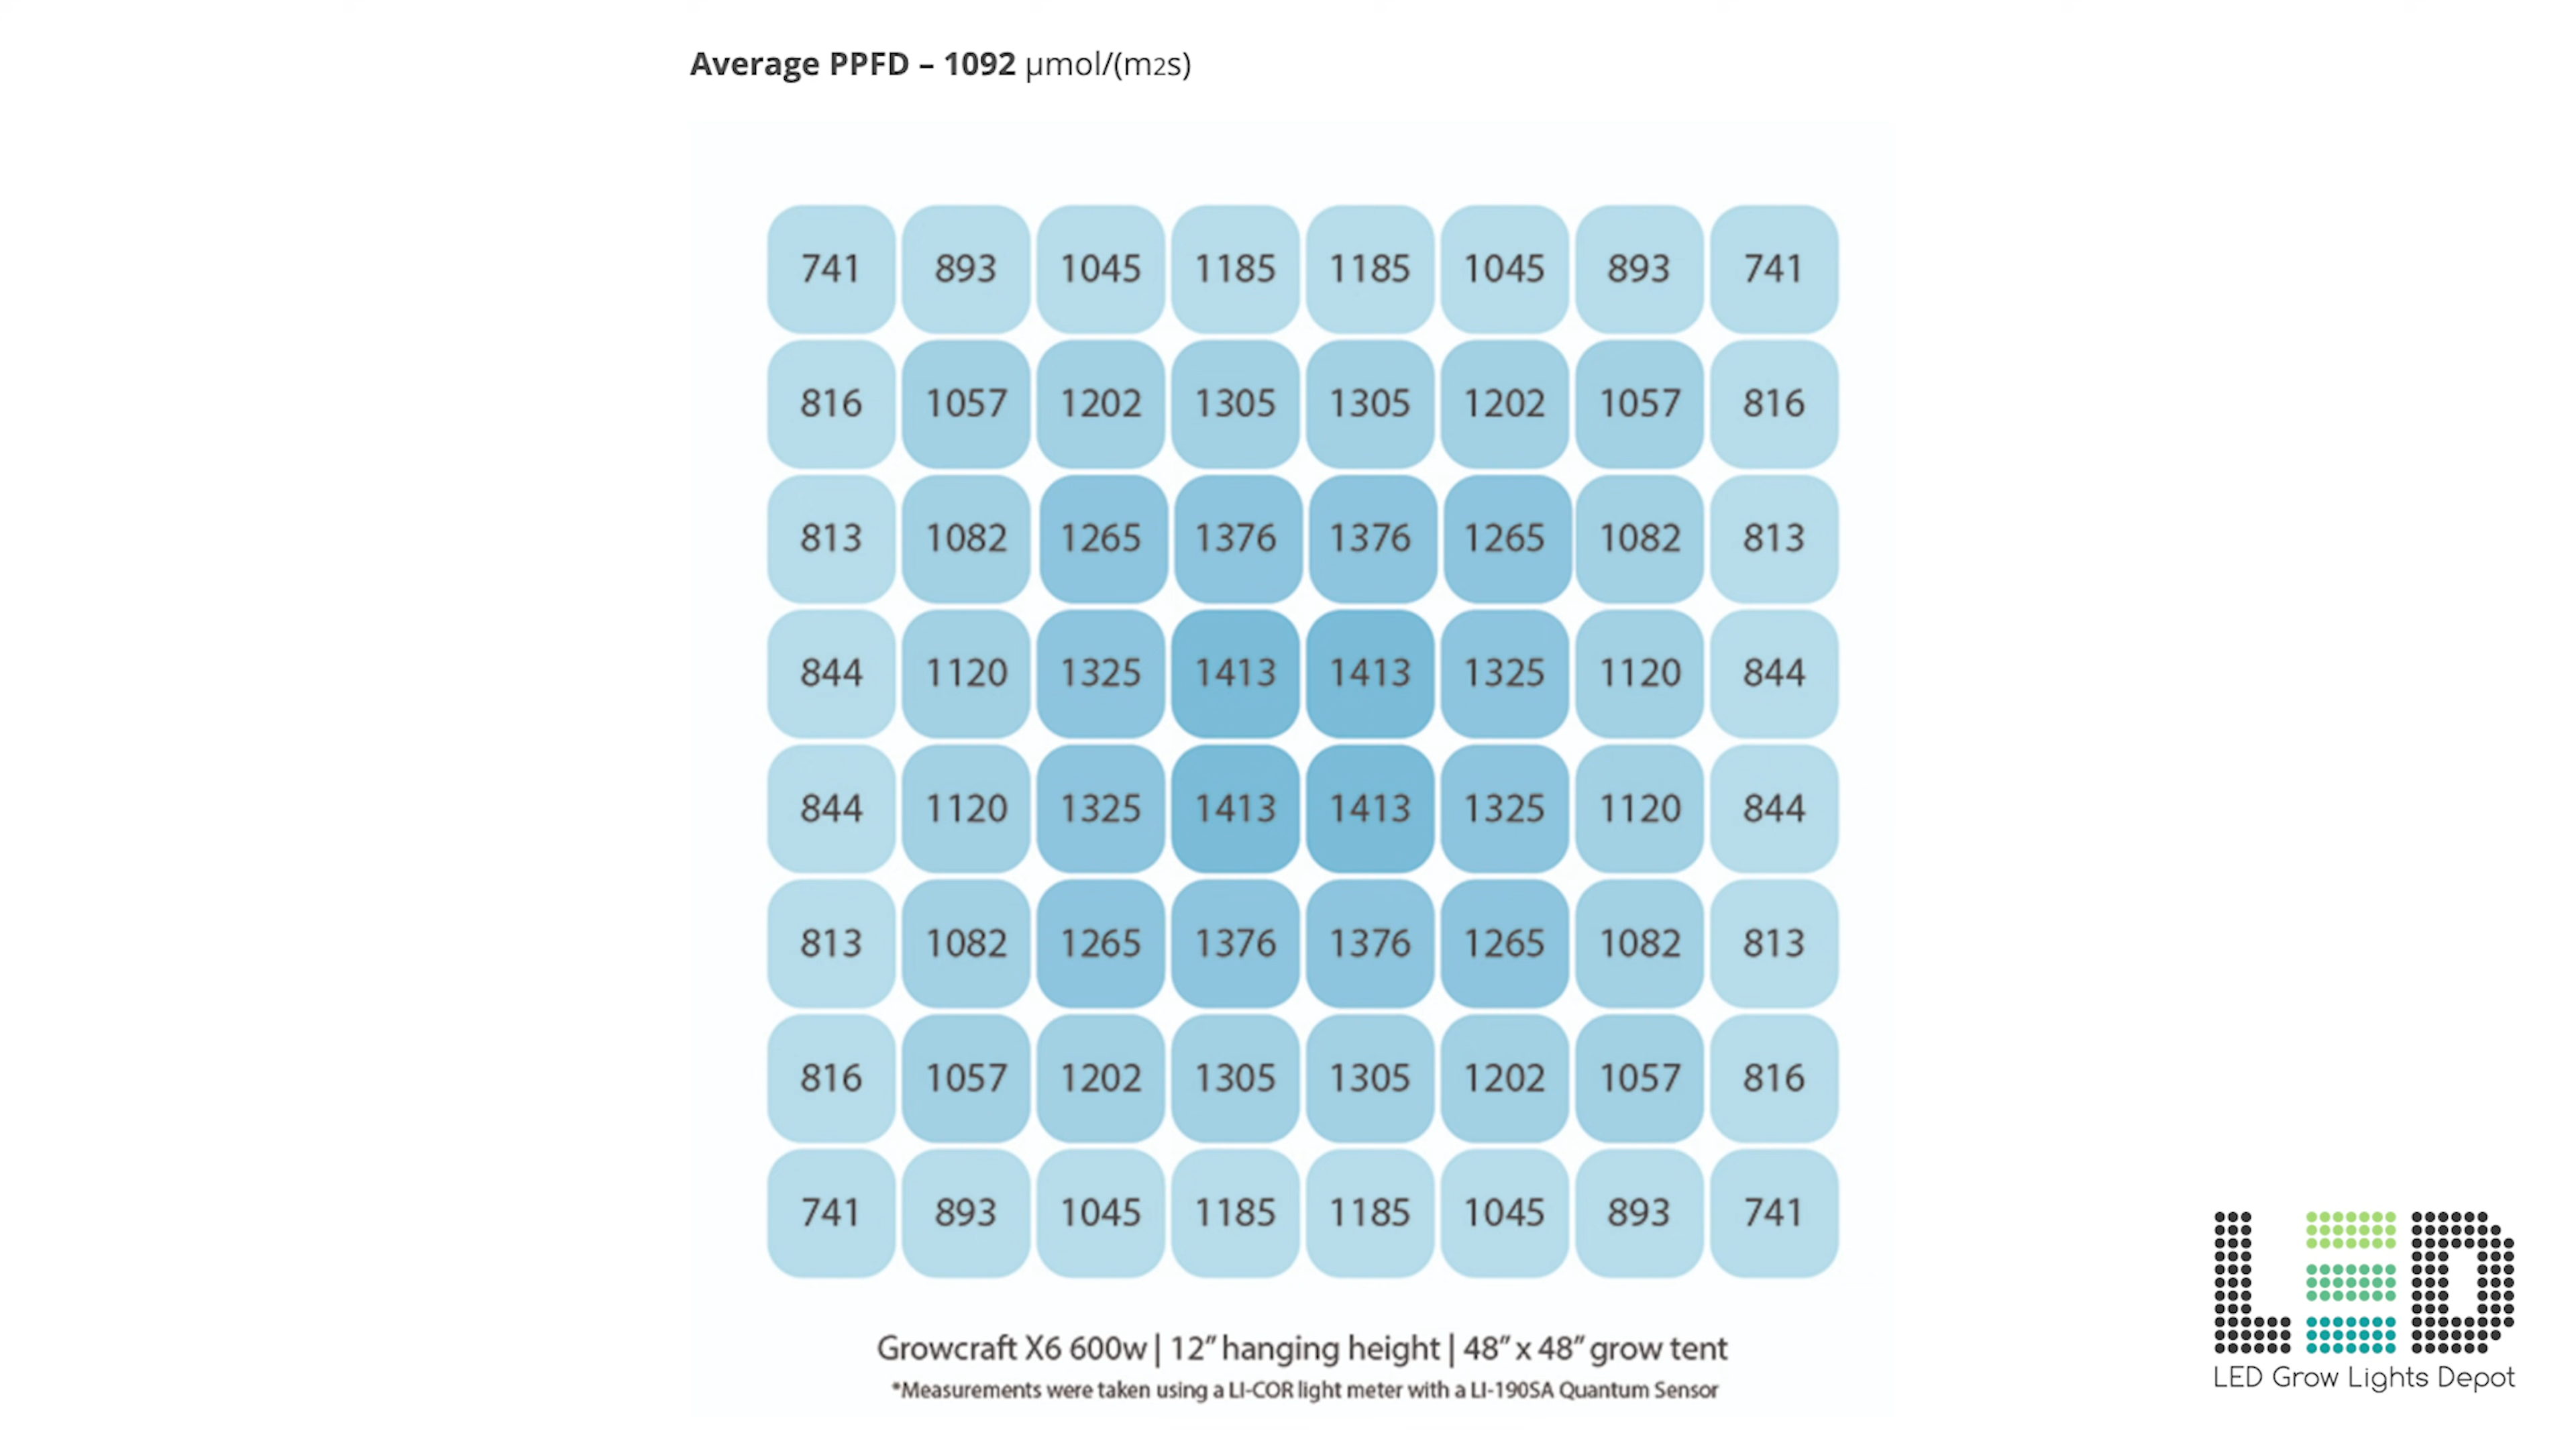 Average PPFD – 1092 µmol/(m2s)
741 893 1045 1185 1185 1045 893 741
816 1057 1202 1305 1305 1202 1057 816
813 1082 1265 1376 1376 1265 1082 813
844 1120 1325 1413 1413 1325 1120 844
844 1120 1325 1413 1413 1325 1120 844
813 1082 1265 1376 1376 1265 1082 813
816 1057 1202 1305 1305 1202 1057 816
741 893 1045 1185 1185 1045 893 741
Growcraft X6 600w | 12″ hanging height | 48″ x 48″ grow tent
*Measurements were taken using a LI-COR light meter with a LI-190SA Quantum Sensor
LED
LED Grow Lights Depot